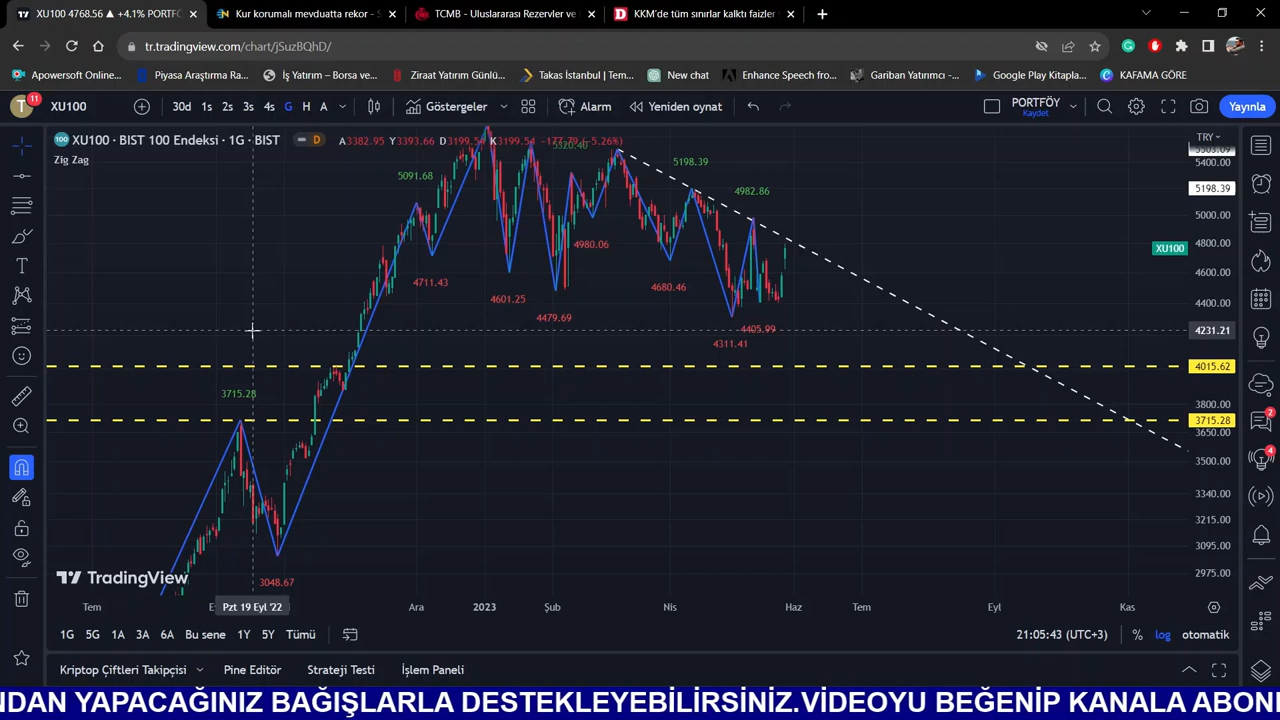 XU100 4768.56 ▲ +4.1% PORTFÖ
Kur korumalı mevduatta rekor - S
TCMB - Uluslararası Rezervler ve
KKM'de tüm sınırlar kalktı faizler
tr.tradingview.com/chart/jSuzBQhD/
Apowersoft Online...
Piyasa Araştırma Ra...
İş Yatırım – Borsa ve...
Ziraat Yatırım Günlü...
Takas İstanbul | Tem...
New chat
Enhance Speech fro...
Gariban Yatırımcı -...
Google Play Kitapla...
KAFAMA GÖRE
T
11
XU100
30d 1s 2s 3s 4s G H A
Göstergeler
Alarm
Yeniden oynat
PORTFÖY
Kaydet
Yayınla
100
XU100 · BIST 100 Endeksi · 1G · BIST
D
A3382.95 Y3393.66 D3199.54 K3199.54 −177.79 (−5.26%)
Zig Zag
TRY
5503.09
5400.00
5198.39
5000.00
4800.00
XU100
4600.00
4400.00
4231.21
4015.62
3800.00
3715.28
3650.00
3500.00
3340.00
3215.00
3095.00
2975.00
5198.39
5091.68
4982.86
4980.06
4711.43
4680.46
4601.25
4479.69
4405.99
4311.41
3715.28
3048.67
2
4
TradingView
Tem
Pzt 19 Eyl '22
Ara
2023
Şub
Nis
Haz
Tem
Eyl
Kas
1G 5G 1A 3A 6A Bu sene 1Y 5Y Tümü
21:05:43 (UTC+3)
% log otomatik
Kriptop Çiftleri Takipçisi
Pine Editör
Strateji Testi
İşlem Paneli
NDAN YAPACAĞINIZ BAĞIŞLARLA DESTEKLEYEBİLİRSİNİZ.VİDEOYU BEĞENİP KANALA ABON